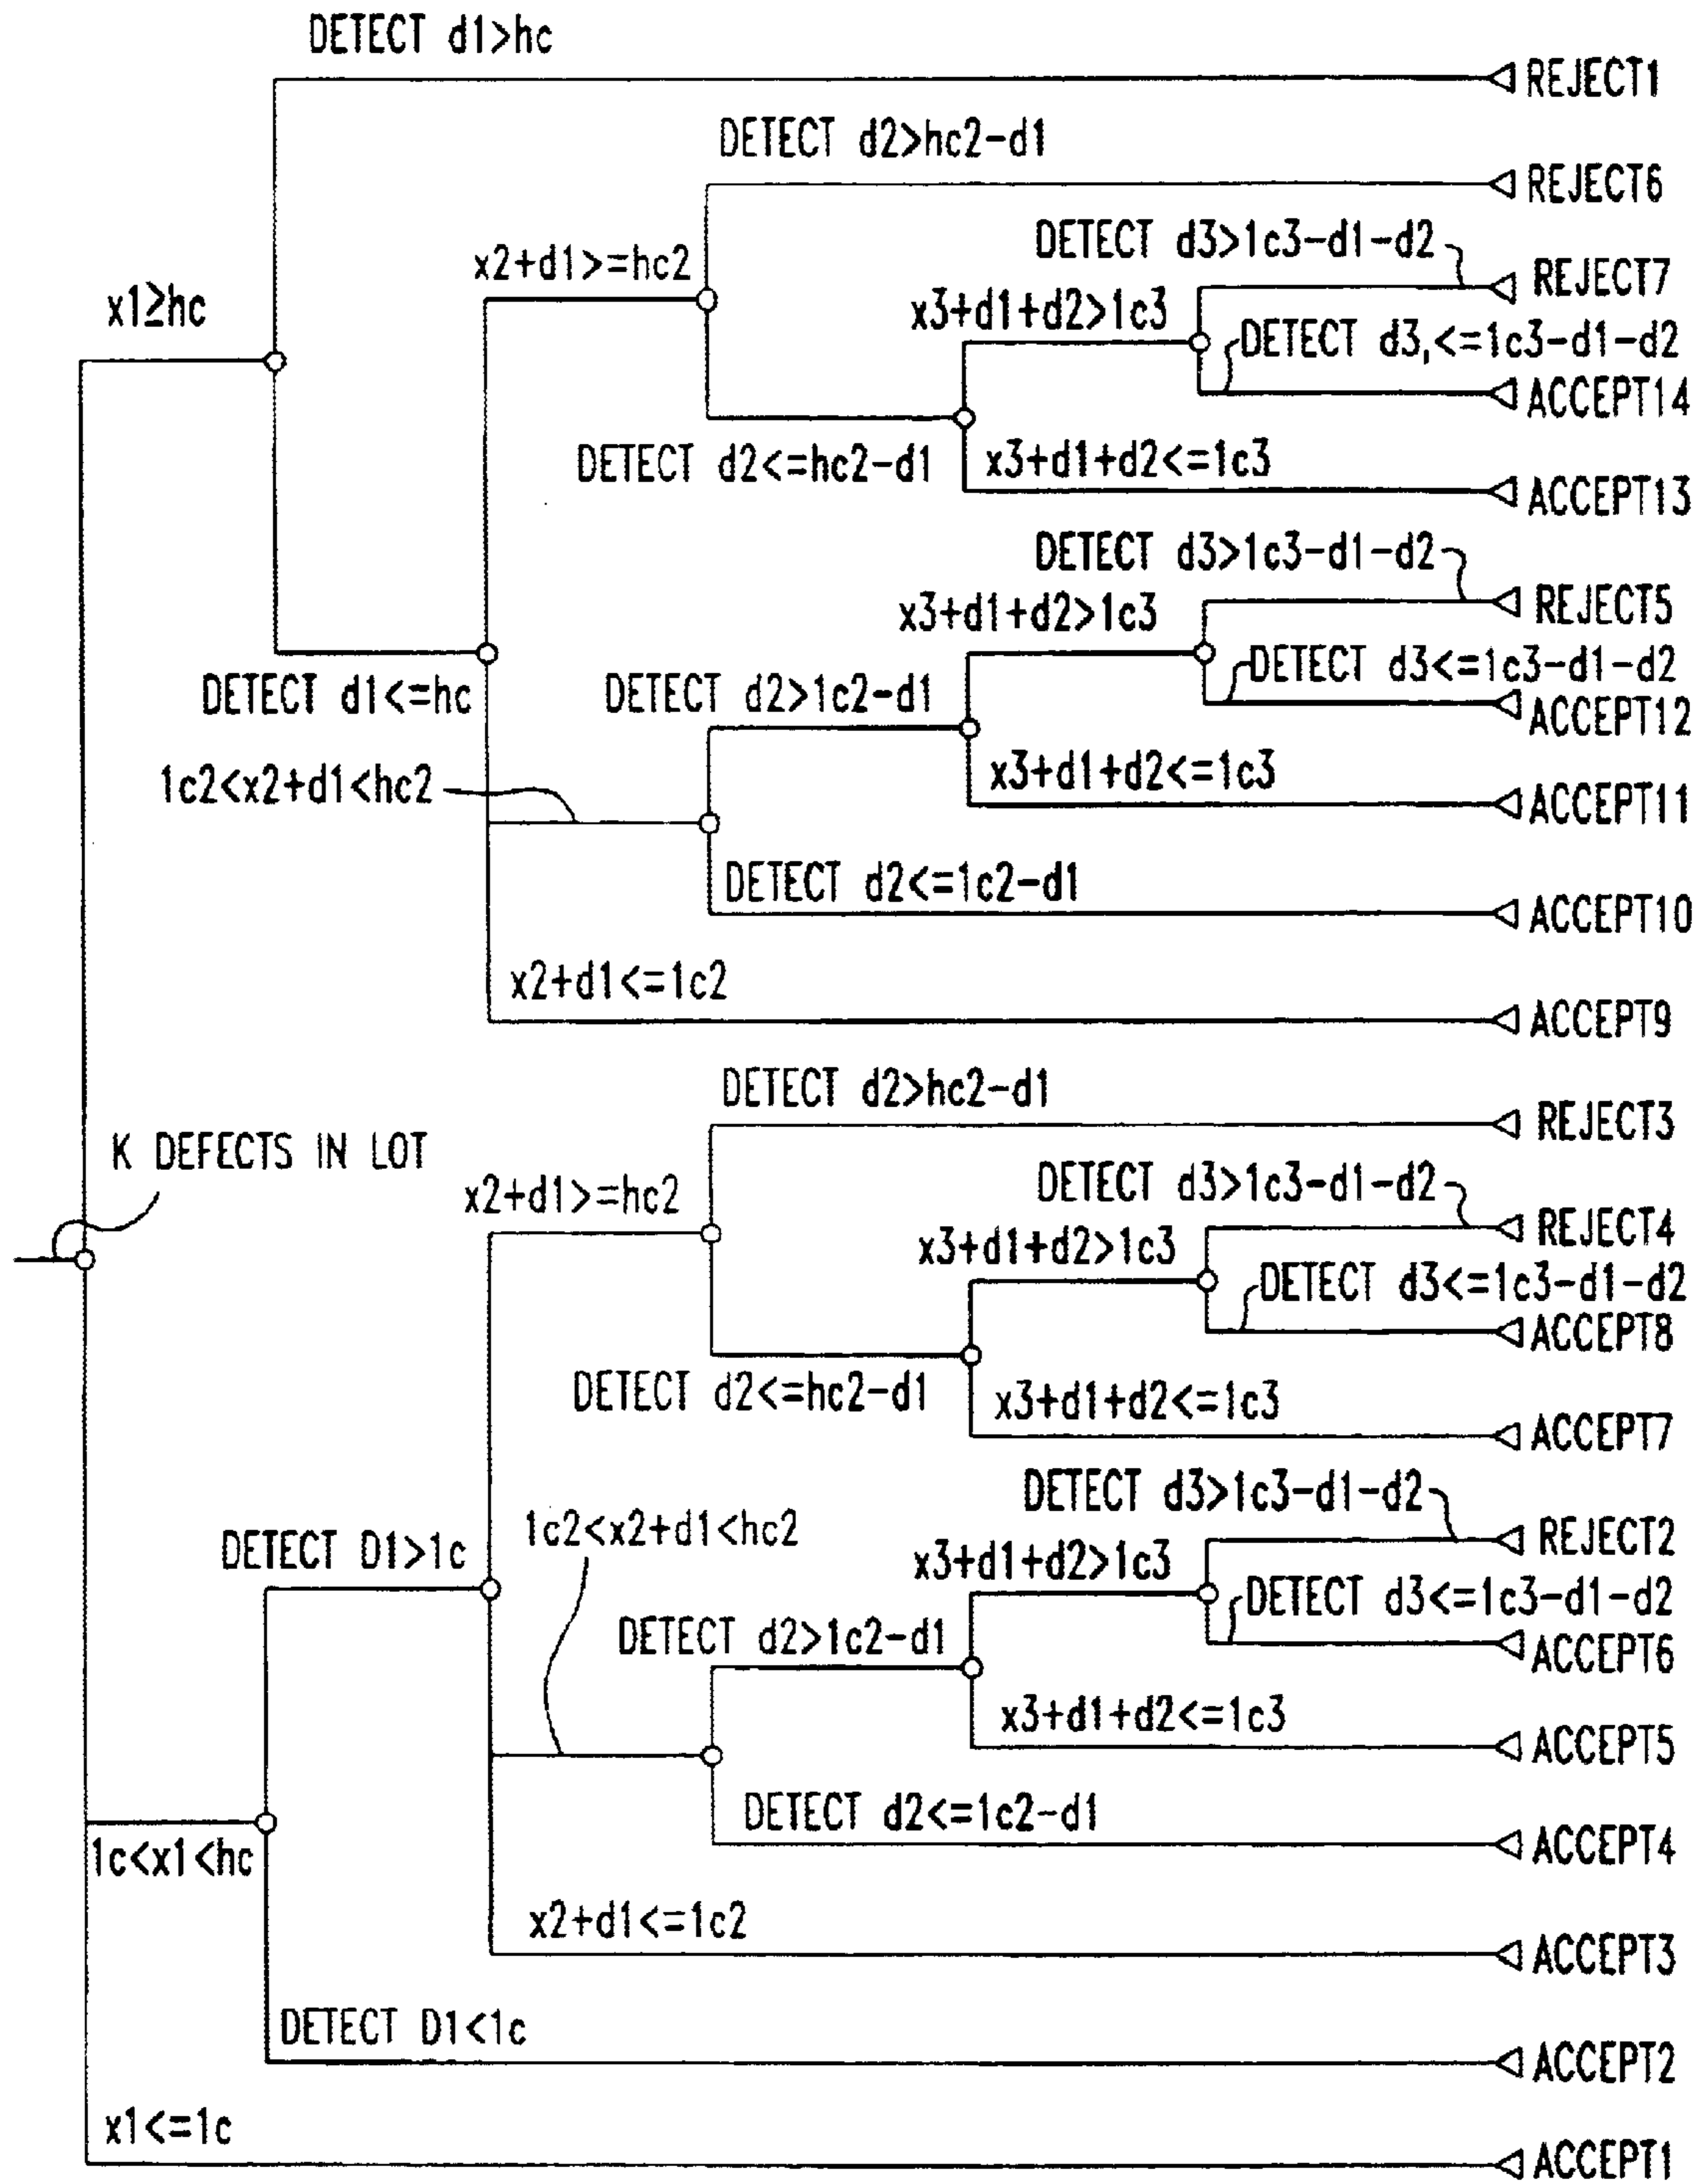 DETECT d1>hc
REJECT1
DETECT d2>hc2-d1
REJECT6
DETECT d3>1c3-d1-d2
x2+d1>=hc2
REJECT7
x1≥hc
x3+d1+d2>1c3
DETECT d3,<=1c3-d1-d2
ACCEPT14
DETECT d2<=hc2-d1
x3+d1+d2<=1c3
ACCEPT13
DETECT d3>1c3-d1-d2
REJECT5
x3+d1+d2>1c3
DETECT d3<=1c3-d1-d2
DETECT d1<=hc
DETECT d2>1c2-d1
ACCEPT12
1c2<x2+d1<hc2
x3+d1+d2<=1c3
ACCEPT11
DETECT d2<=1c2-d1
ACCEPT10
x2+d1<=1c2
ACCEPT9
DETECT d2>hc2-d1
REJECT3
K DEFECTS IN LOT
DETECT d3>1c3-d1-d2
x2+d1>=hc2
REJECT4
x3+d1+d2>1c3
DETECT d3<=1c3-d1-d2
ACCEPT8
DETECT d2<=hc2-d1
x3+d1+d2<=1c3
ACCEPT7
DETECT d3>1c3-d1-d2
1c2<x2+d1<hc2
REJECT2
DETECT D1>1c
x3+d1+d2>1c3
DETECT d3<=1c3-d1-d2
DETECT d2>1c2-d1
ACCEPT6
x3+d1+d2<=1c3
ACCEPT5
DETECT d2<=1c2-d1
ACCEPT4
1c<x1<hc
x2+d1<=1c2
ACCEPT3
DETECT D1<1c
ACCEPT2
x1<=1c
ACCEPT1